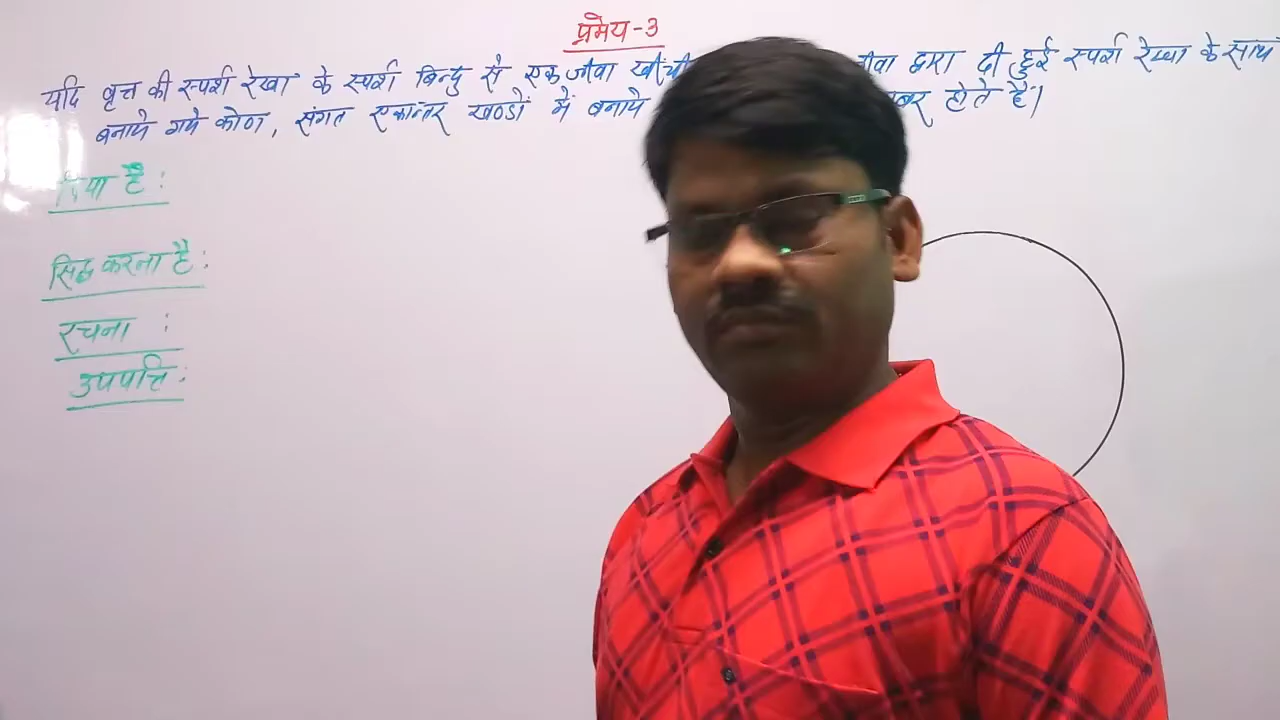 प्रमेय-3
यदि वृत्त की स्पर्श रेखा के स्पर्श बिन्दु से एक जीवा खींची जीवा द्वारा दी हुई स्पर्श रेखा के साथ
बनाये गये कोण, संगत एकान्तर खण्डों में बनाये होते हैं।
दिया है :
सिद्ध करना है :
रचना :
उपपत्ति :